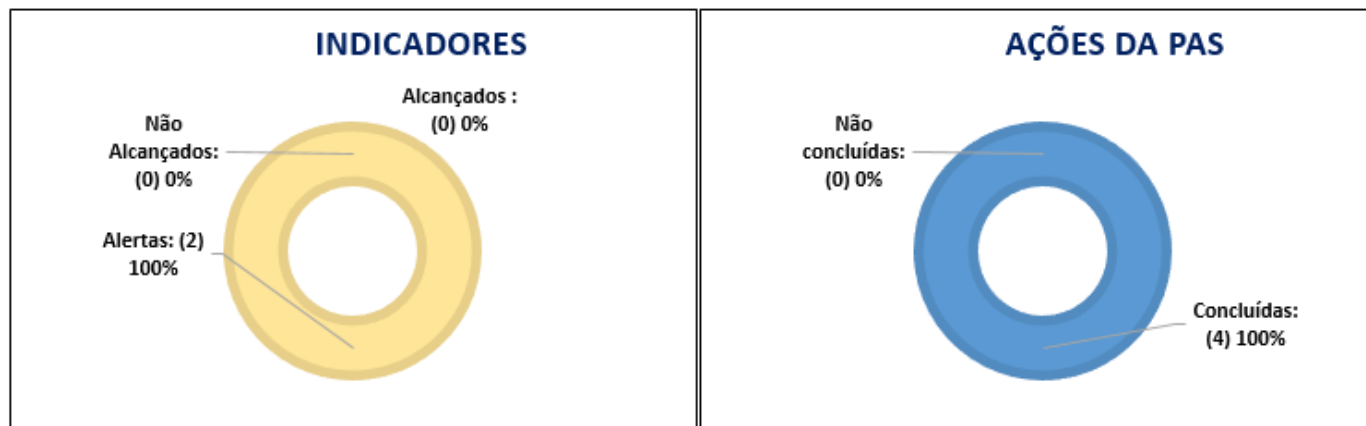 INDICADORES
Alcançados :
(0) 0%
Não
Alcançados:
(0) 0%
Alertas: (2)
100%
AÇÕES DA PAS
Não
concluídas:
(0) 0%
Concluídas:
(4) 100%